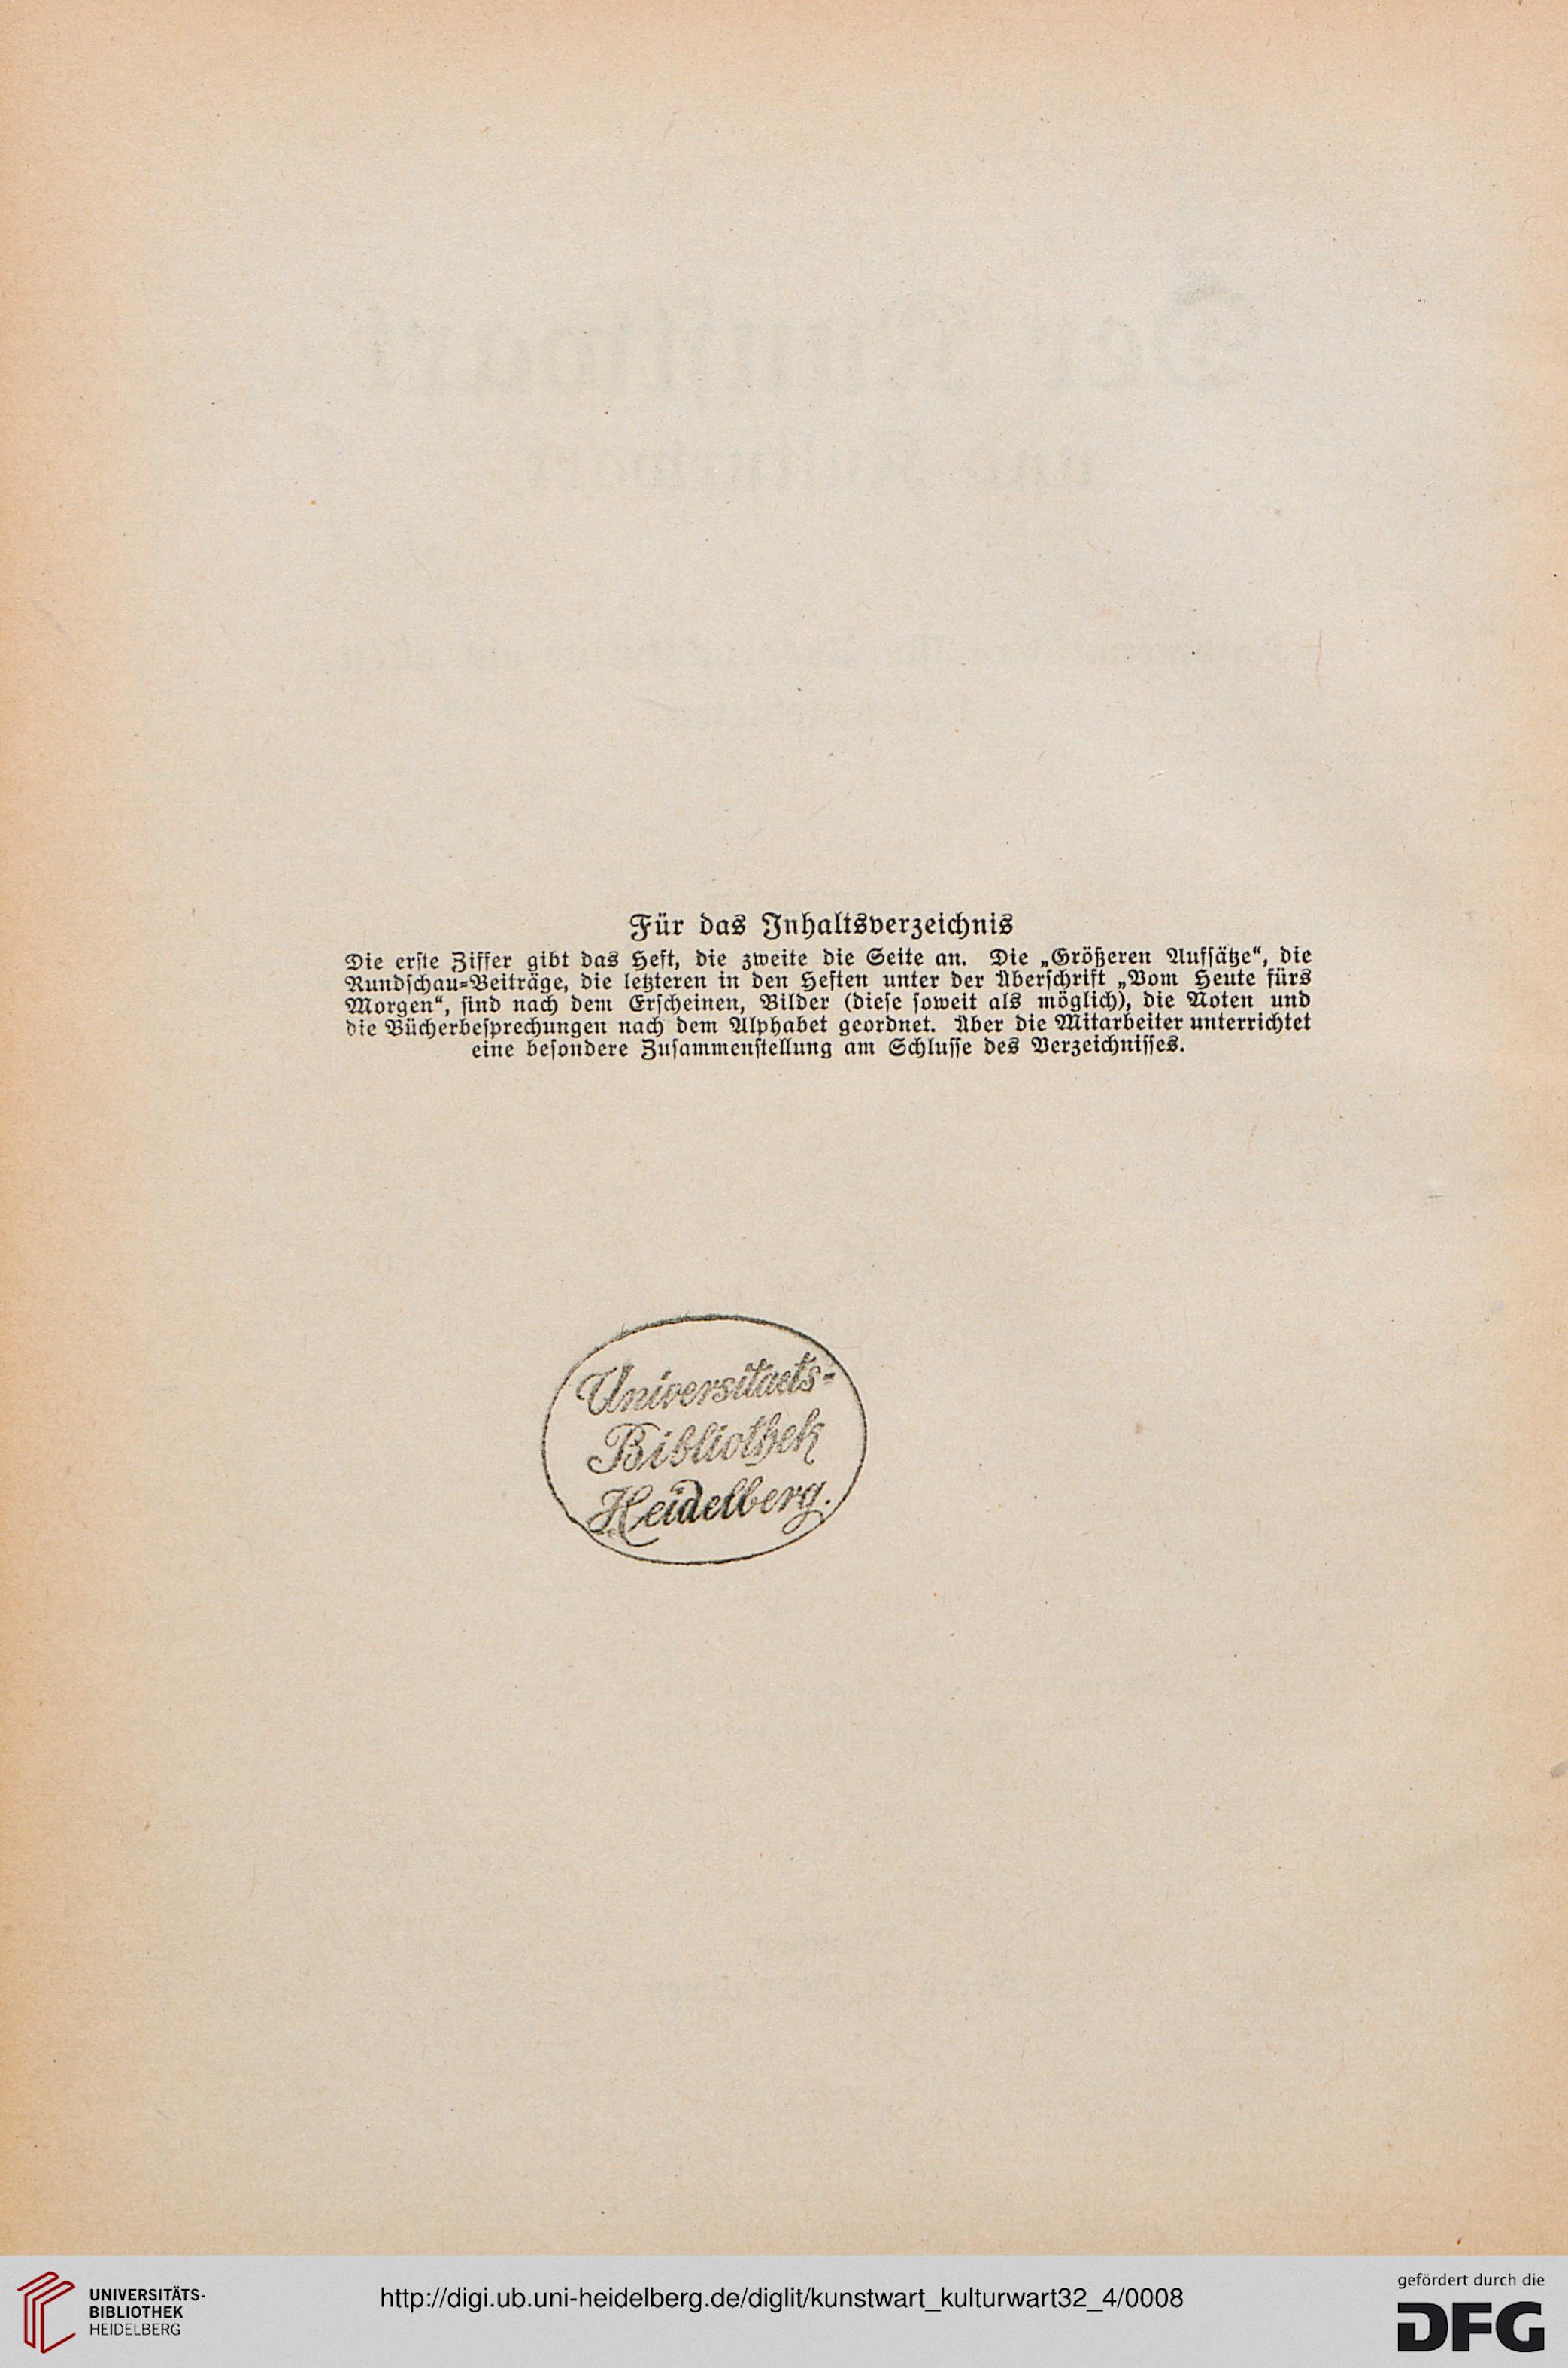 Für das Inhaltsverzeichnis
Die erste Ziffer gibt das Heft, die zweite die Seite an. Die „Größeren Aufsätze“, die
Rundschau-Beiträge, die letzteren in den Heften unter der Überschrift „Vom Heute fürs
Morgen“, sind nach dem Erscheinen, Bilder (diese soweit als möglich), die Noten und
die Bücherbesprechungen nach dem Alphabet geordnet. Über die Mitarbeiter unterrichtet
eine besondere Zusammenstellung am Schlusse des Verzeichnisses.
Universitaets-
Bibliothek
Heidelberg.
UNIVERSITÄTS-
BIBLIOTHEK
HEIDELBERG
http://digi.ub.uni-heidelberg.de/diglit/kunstwart_kulturwart32_4/0008
gefördert durch die
DFG